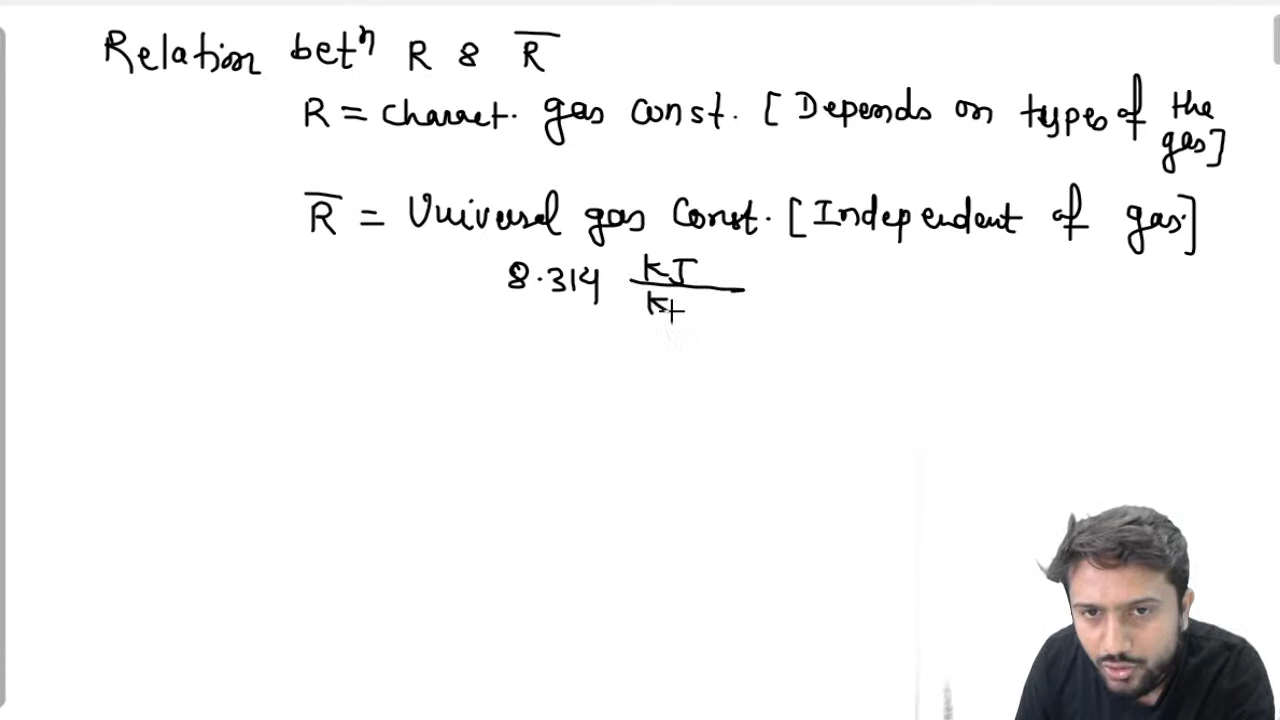 Relation betⁿ R & R̅
R = Charact. gas const. [Depends on types of the
gas]
R̅ = Universal gas Const. [Independent of gas]
8.314 kJ
k